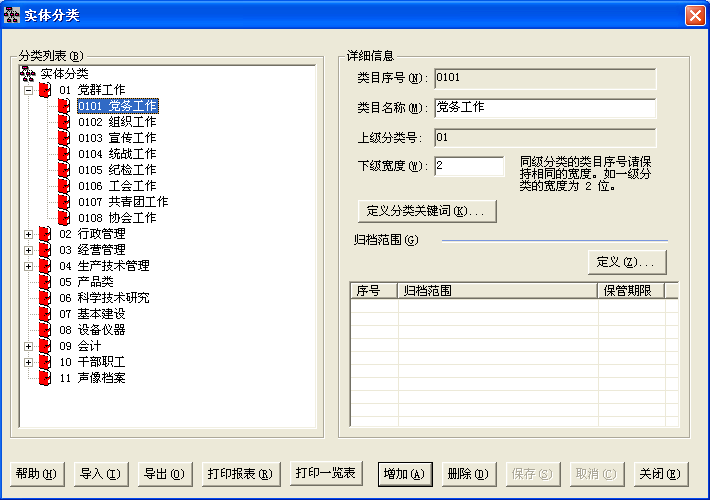 实体分类
分类列表(B)
实体分类
01 党群工作
0101 党务工作
0102 组织工作
0103 宣传工作
0104 统战工作
0105 纪检工作
0106 工会工作
0107 共青团工作
0108 协会工作
02 行政管理
03 经营管理
04 生产技术管理
05 产品类
06 科学技术研究
07 基本建设
08 设备仪器
09 会计
10 干部职工
11 声像档案
详细信息
类目序号(N): 0101
类目名称(M): 党务工作
上级分类号: 01
下级宽度(W): 2
同级分类的类目序号请保
持相同的宽度。如一级分
类的宽度为 2 位。
定义分类关键词(K)...
归档范围(G)
定义(Z)...
序号 归档范围 保管期限
帮助(H) 导入(I) 导出(O) 打印报表(R) 打印一览表 增加(A) 删除(D) 保存(S) 取消(C) 关闭(E)